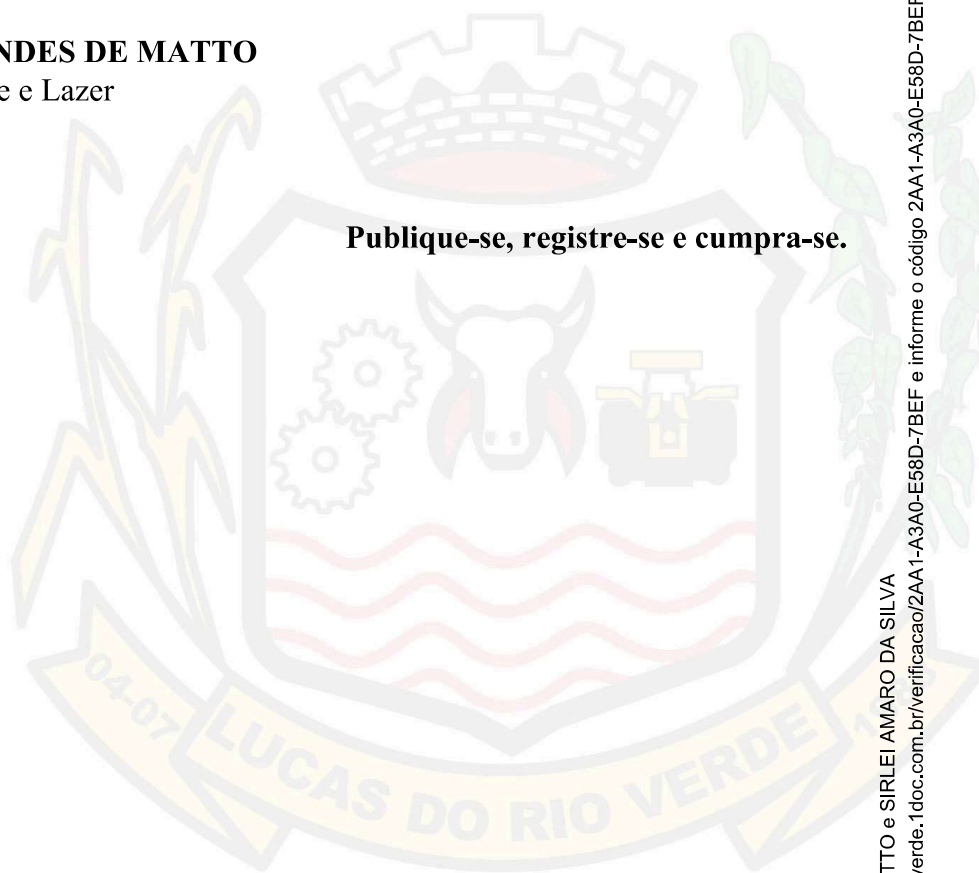 NDES DE MATTO
e e Lazer
Publique-se, registre-se e cumpra-se.
04-07
LUCAS DO RIO VERDE
TTO e SIRLEI AMARO DA SILVA
verde.1doc.com.br/verificacao/2AA1-A3A0-E58D-7BEF e informe o código 2AA1-A3A0-E58D-7BEF